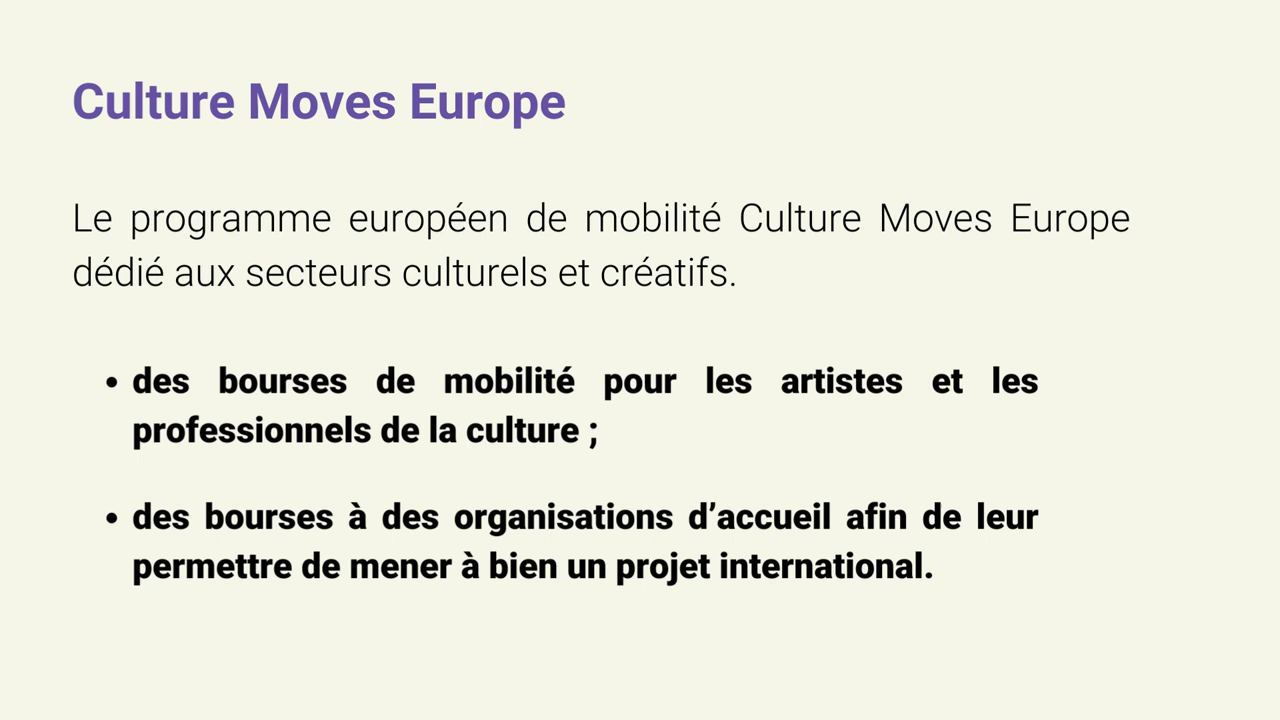 Culture Moves Europe
Le programme européen de mobilité Culture Moves Europe
dédié aux secteurs culturels et créatifs.
• des bourses de mobilité pour les artistes et les
professionnels de la culture ;
• des bourses à des organisations d’accueil afin de leur
permettre de mener à bien un projet international.